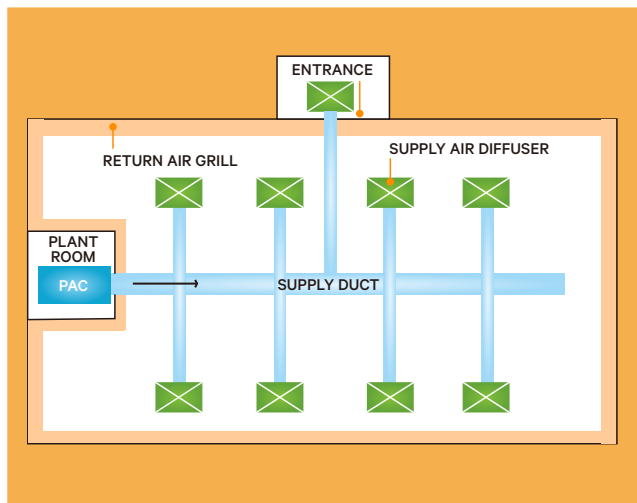 ENTRANCE
RETURN AIR GRILL
SUPPLY AIR DIFFUSER
PLANT
ROOM
PAC
SUPPLY DUCT